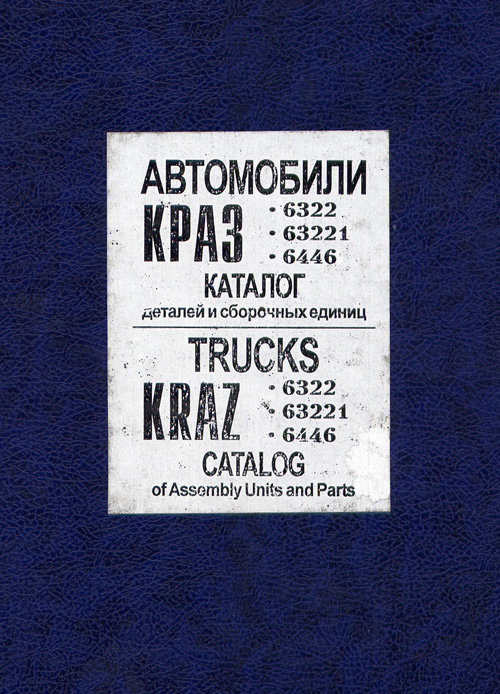 АВТОМОБИЛИ
КРАЗ
• 6322
• 63221
• 6446
КАТАЛОГ
деталей и сборочных единиц
TRUCKS
KRAZ
• 6322
• 63221
• 6446
CATALOG
of Assembly Units and Parts